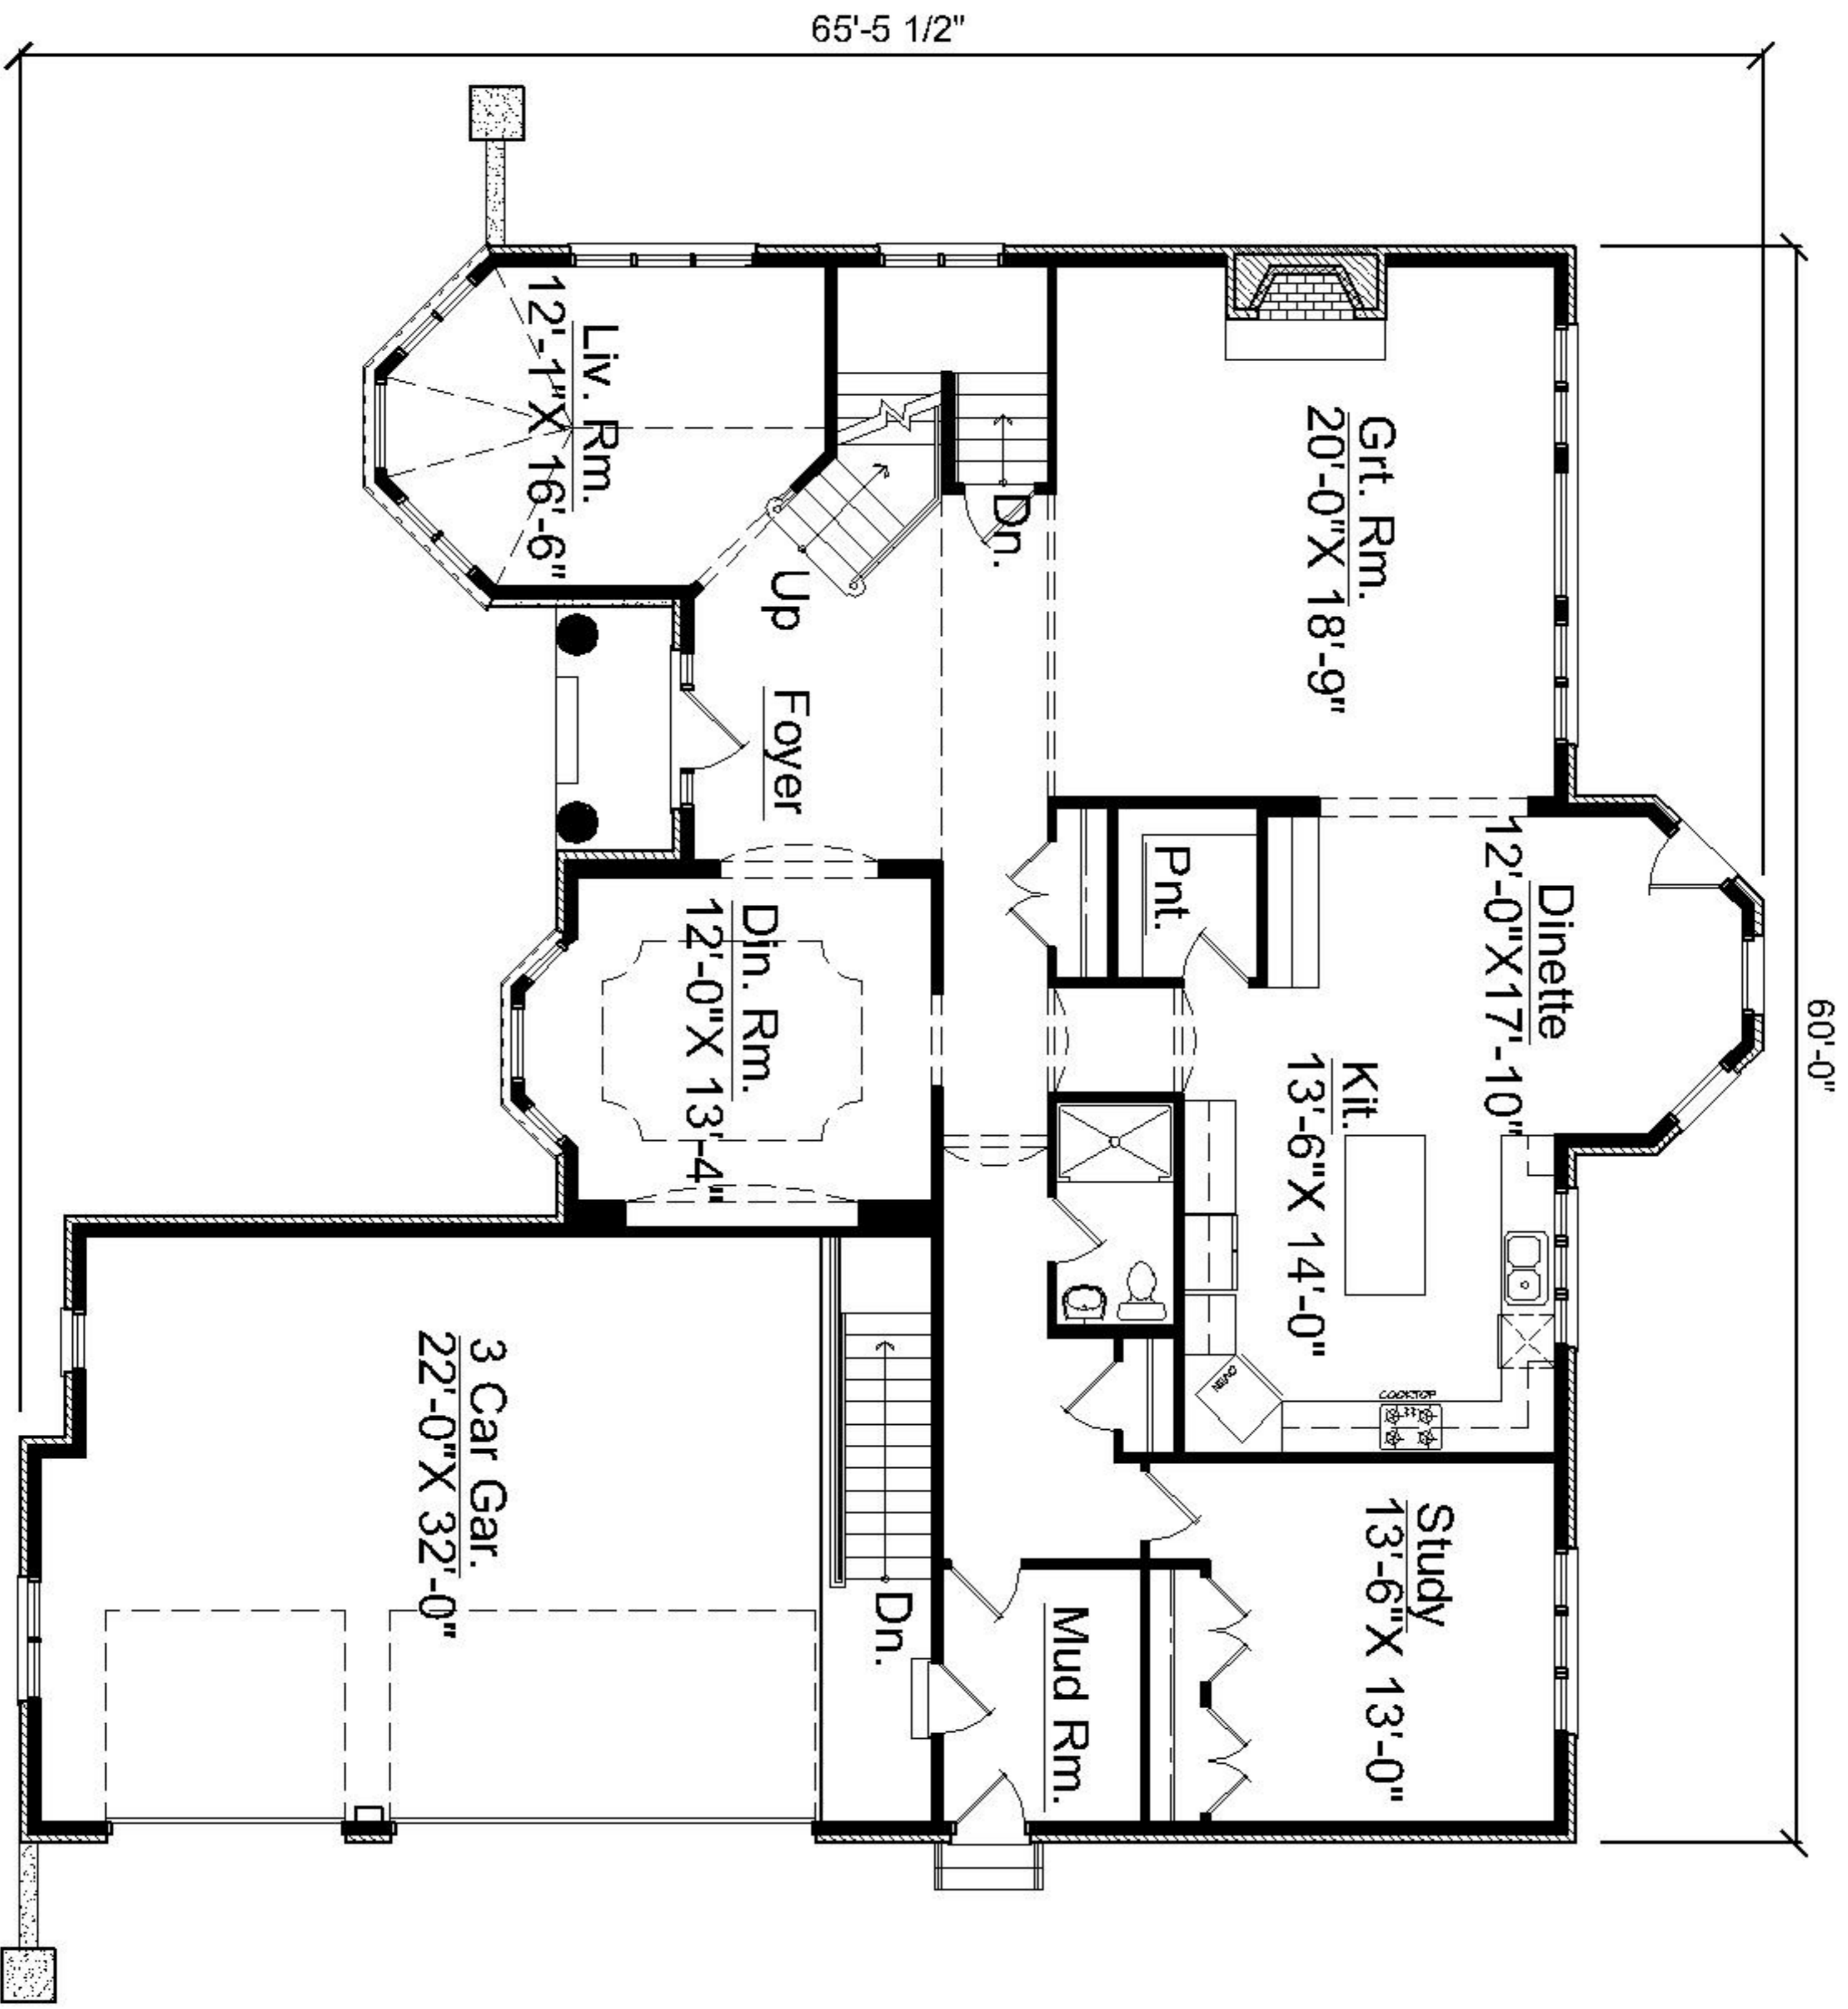 65'-5 1/2"
60'-0"
Grt. Rm.
20'-0"X 18'-9"
Dinette
12'-0"X17'-10"
Kit.
13'-6"X 14'-0"
COOKTOP
OVEN
Study
13'-6"X 13'-0"
Pnt.
Dn.
Up
Foyer
Liv. Rm.
12'-1"X 16'-6"
Din. Rm.
12'-0"X 13'-4"
Mud Rm.
Dn.
3 Car Gar.
22'-0"X 32'-0"